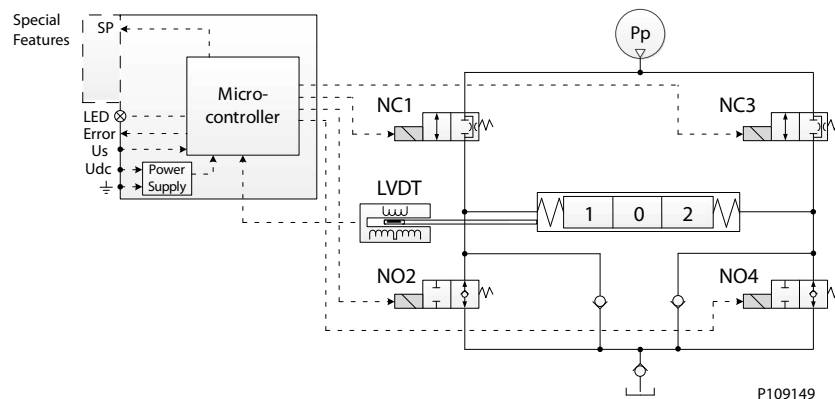 Special
Features
SP
Pp
Micro-
controller
NC1
NC3
LED
Error
Us
Udc
Power
Supply
LVDT
1 0 2
NO2
NO4
P109149